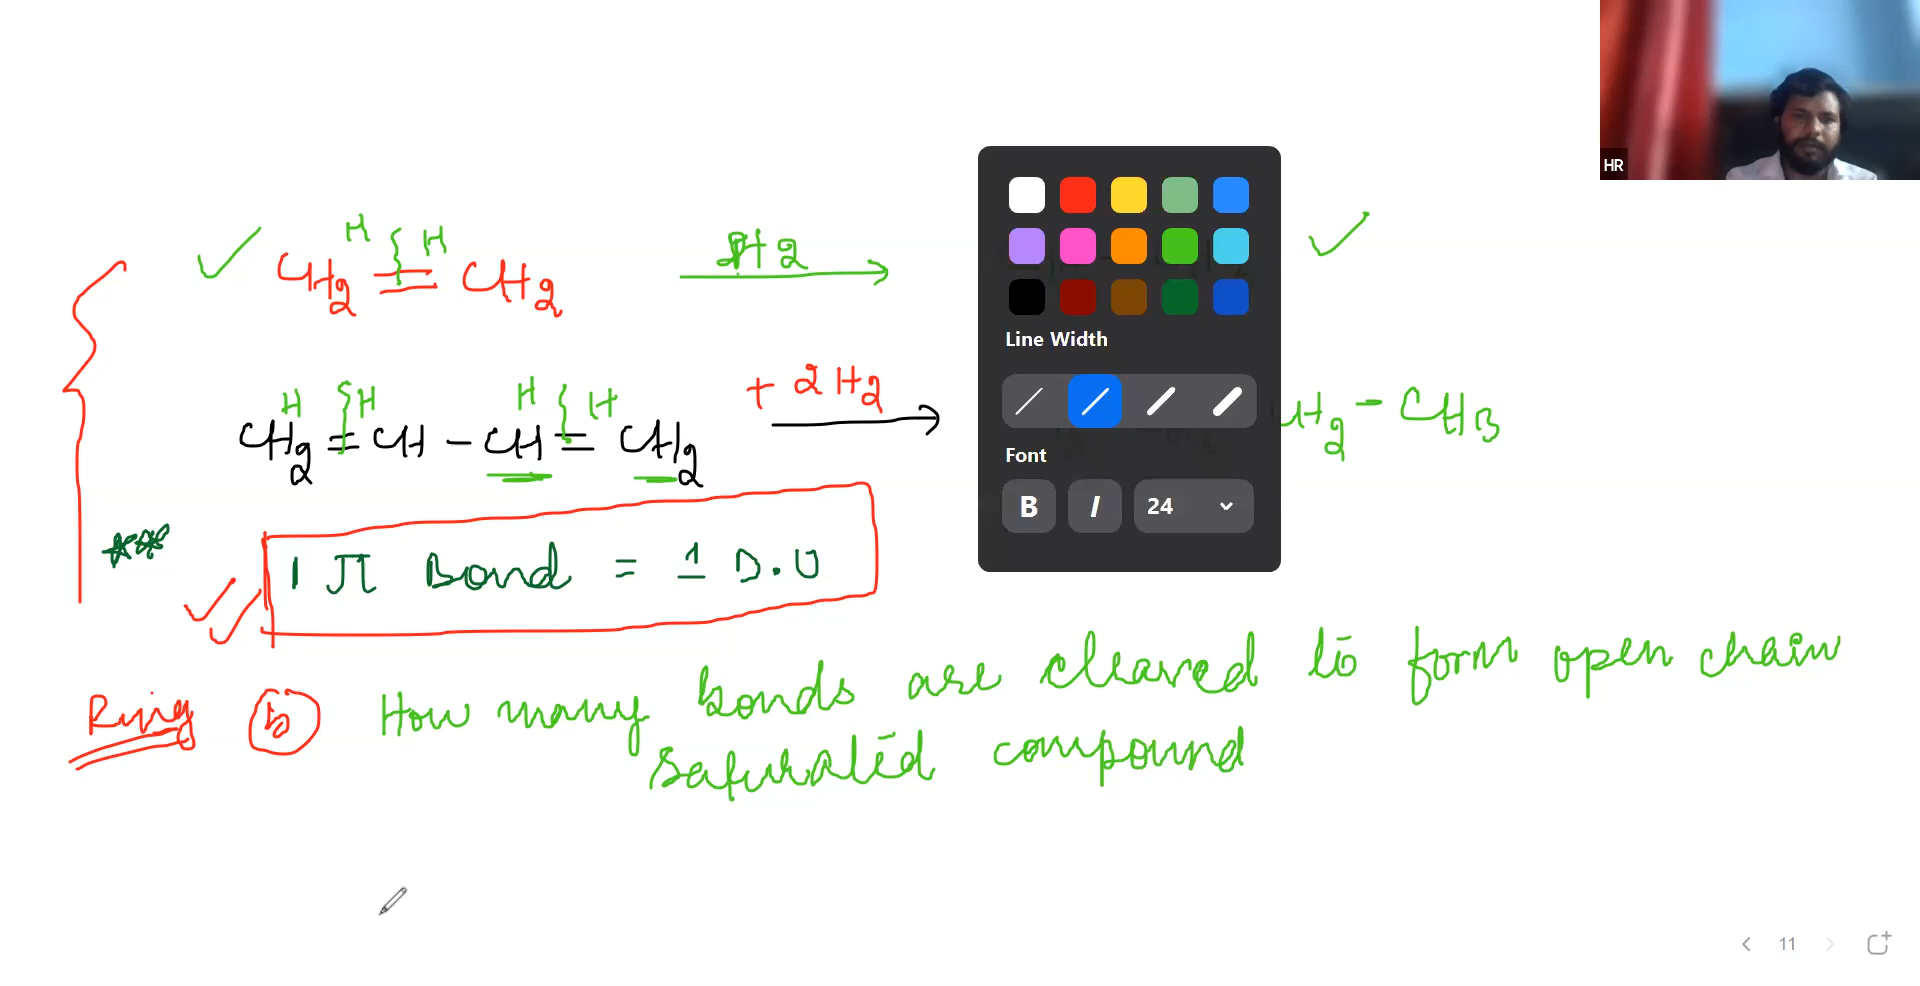 HR
H H
CH2 = CH2 H2
Line Width
H H H H + 2H2
CH2 = CH - CH = CH2 H2 - CH3
Font
B I 24
1 π Bond = 1 D.U
Ring b How many bonds are cleaved to form open chain
saturated compound
11